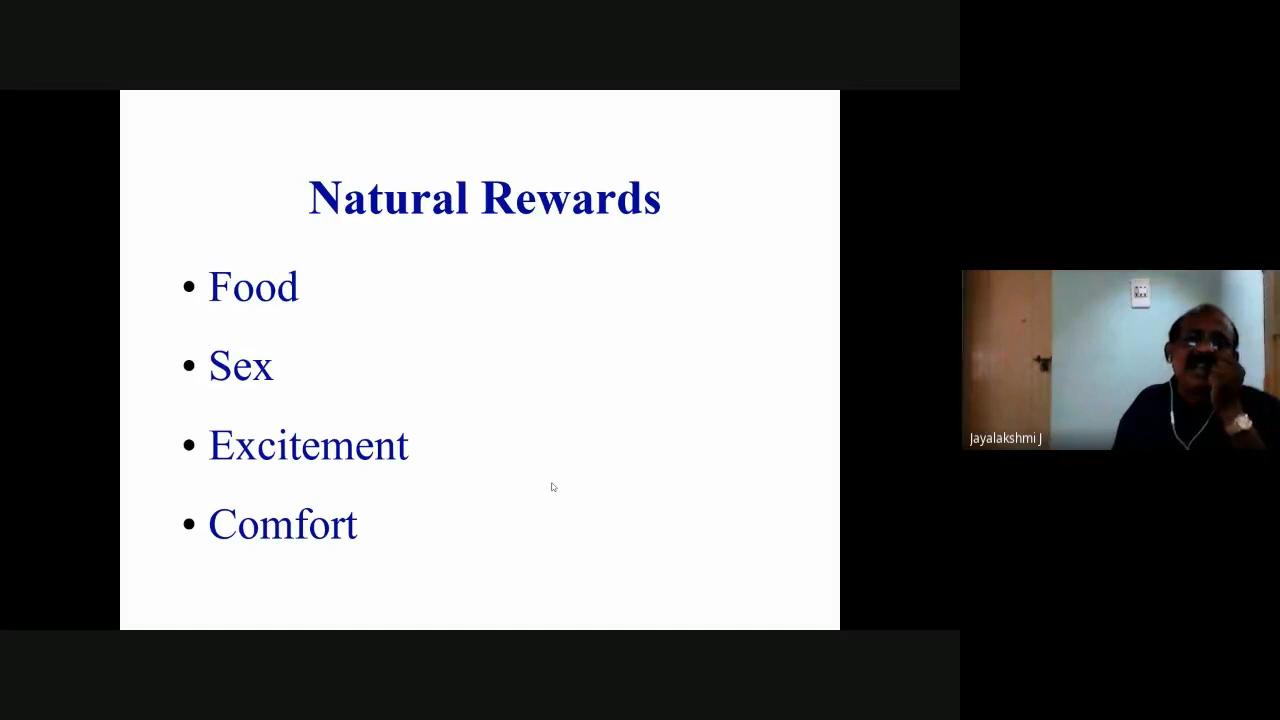 Natural Rewards
• Food
• Sex
• Excitement
• Comfort
Jayalakshmi J